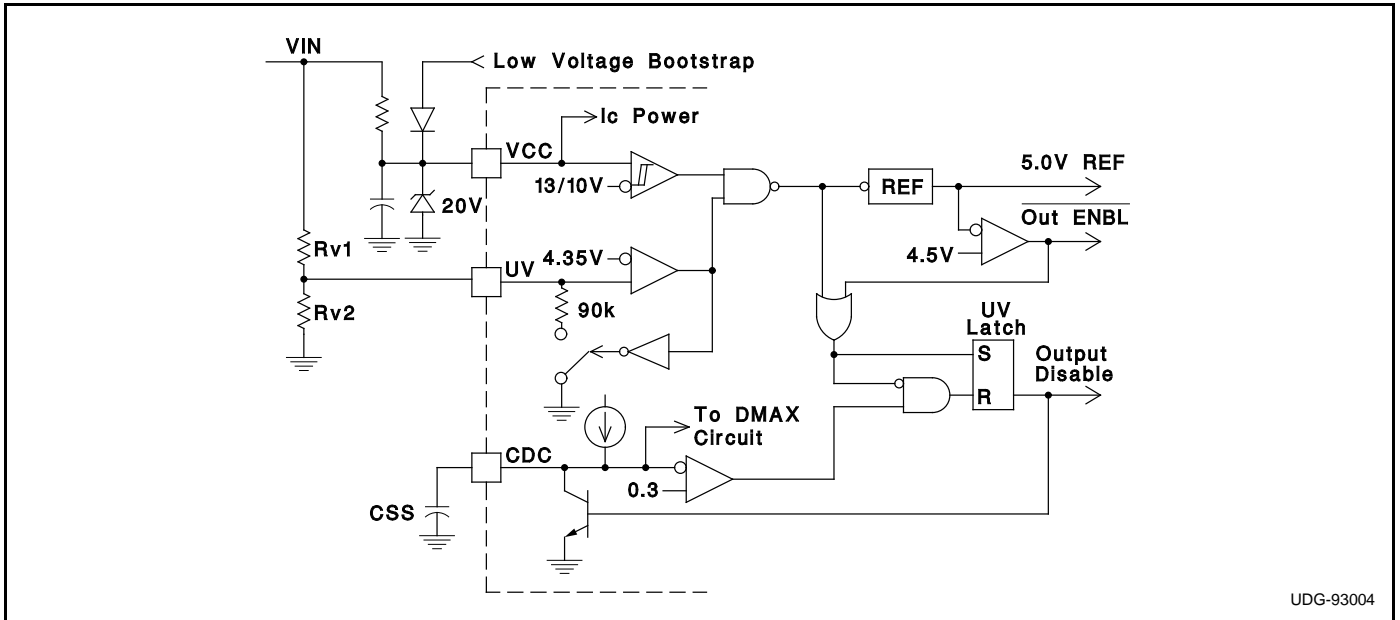 VIN
Low Voltage Bootstrap
Ic Power
VCC
13/10V
20V
REF
5.0V REF
Out ENBL
4.5V
Rv1
UV
4.35V
90k
Rv2
UV
Latch
S
R
Output
Disable
To DMAX
Circuit
CDC
0.3
CSS
UDG-93004